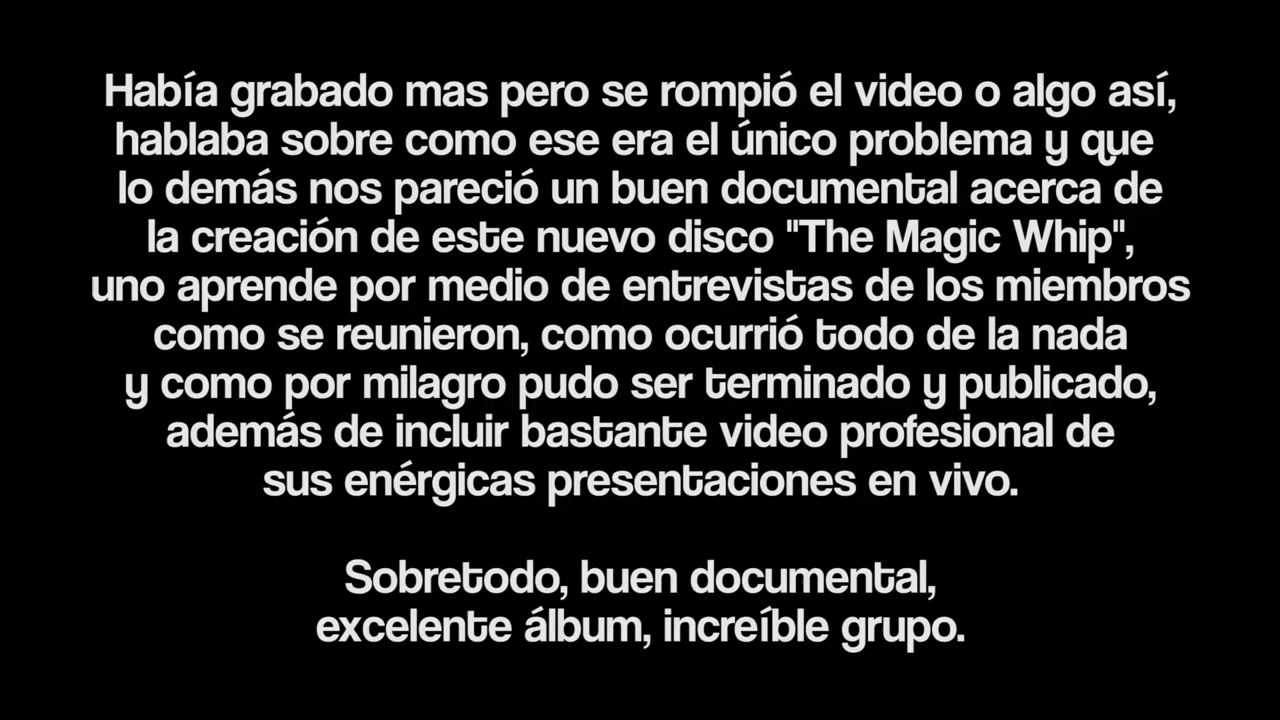 Había grabado mas pero se rompió el video o algo así,
hablaba sobre como ese era el único problema y que
lo demás nos pareció un buen documental acerca de
la creación de este nuevo disco "The Magic Whip",
uno aprende por medio de entrevistas de los miembros
como se reunieron, como ocurrió todo de la nada
y como por milagro pudo ser terminado y publicado,
además de incluir bastante video profesional de
sus enérgicas presentaciones en vivo.
Sobretodo, buen documental,
excelente álbum, increíble grupo.